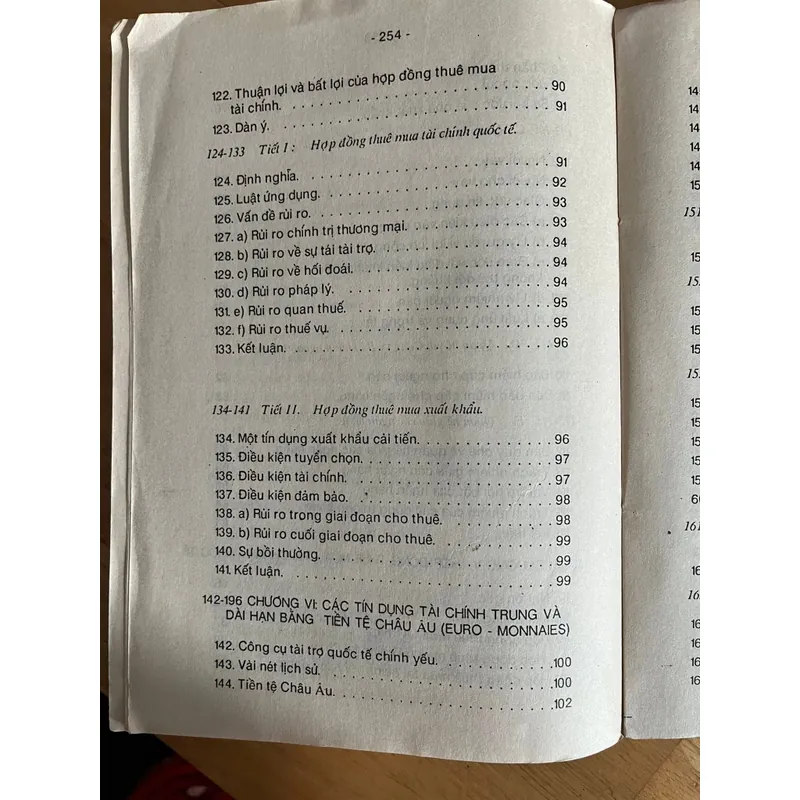 - 254 -
122. Thuận lợi và bất lợi của hợp đồng thuê mua
tài chính. . . . . . . . . . . . . . . . . . . . . . . . . 90
123. Dàn ý. . . . . . . . . . . . . . . . . . . . . . . . . 91
124-133 Tiết I : Hợp đồng thuê mua tài chính quốc tế.
124. Định nghĩa. . . . . . . . . . . . . . . . . . . . . . . 91
125. Luật ứng dụng. . . . . . . . . . . . . . . . . . . . . 92
126. Vấn đề rủi ro. . . . . . . . . . . . . . . . . . . . . . 93
127. a) Rủi ro chính trị thương mại. . . . . . . . . . . . . 93
128. b) Rủi ro về sự tái tài trợ. . . . . . . . . . . . . . . . 94
129. c) Rủi ro về hối đoái. . . . . . . . . . . . . . . . . . 94
130. d) Rủi ro pháp lý. . . . . . . . . . . . . . . . . . . . 94
131. e) Rủi ro quan thuế. . . . . . . . . . . . . . . . . . . 95
132. f) Rủi ro thuế vụ. . . . . . . . . . . . . . . . . . . . 95
133. Kết luận. . . . . . . . . . . . . . . . . . . . . . . . 96
134-141 Tiết 11. Hợp đồng thuê mua xuất khẩu.
134. Một tín dụng xuất khẩu cải tiến. . . . . . . . . . . . 96
135. Điều kiện tuyển chọn. . . . . . . . . . . . . . . . . 97
136. Điều kiện tài chính. . . . . . . . . . . . . . . . . . . 97
137. Điều kiện đảm bảo. . . . . . . . . . . . . . . . . . . 98
138. a) Rủi ro trong giai đoạn cho thuê. . . . . . . . . . . 98
139. b) Rủi ro cuối giai đoạn cho thuê. . . . . . . . . . . . 99
140. Sự bồi thường. . . . . . . . . . . . . . . . . . . . . 99
141. Kết luận. . . . . . . . . . . . . . . . . . . . . . . . 99
142-196 CHƯƠNG VI: CÁC TÍN DỤNG TÀI CHÍNH TRUNG VÀ
DÀI HẠN BẰNG TIỀN TỆ CHÂU ÂU (EURO - MONNAIES)
142. Công cụ tài trợ quốc tế chính yếu. . . . . . . . . . . 100
143. Vài nét lịch sử. . . . . . . . . . . . . . . . . . . . . 100
144. Tiền tệ Châu Âu. . . . . . . . . . . . . . . . . . . . 102